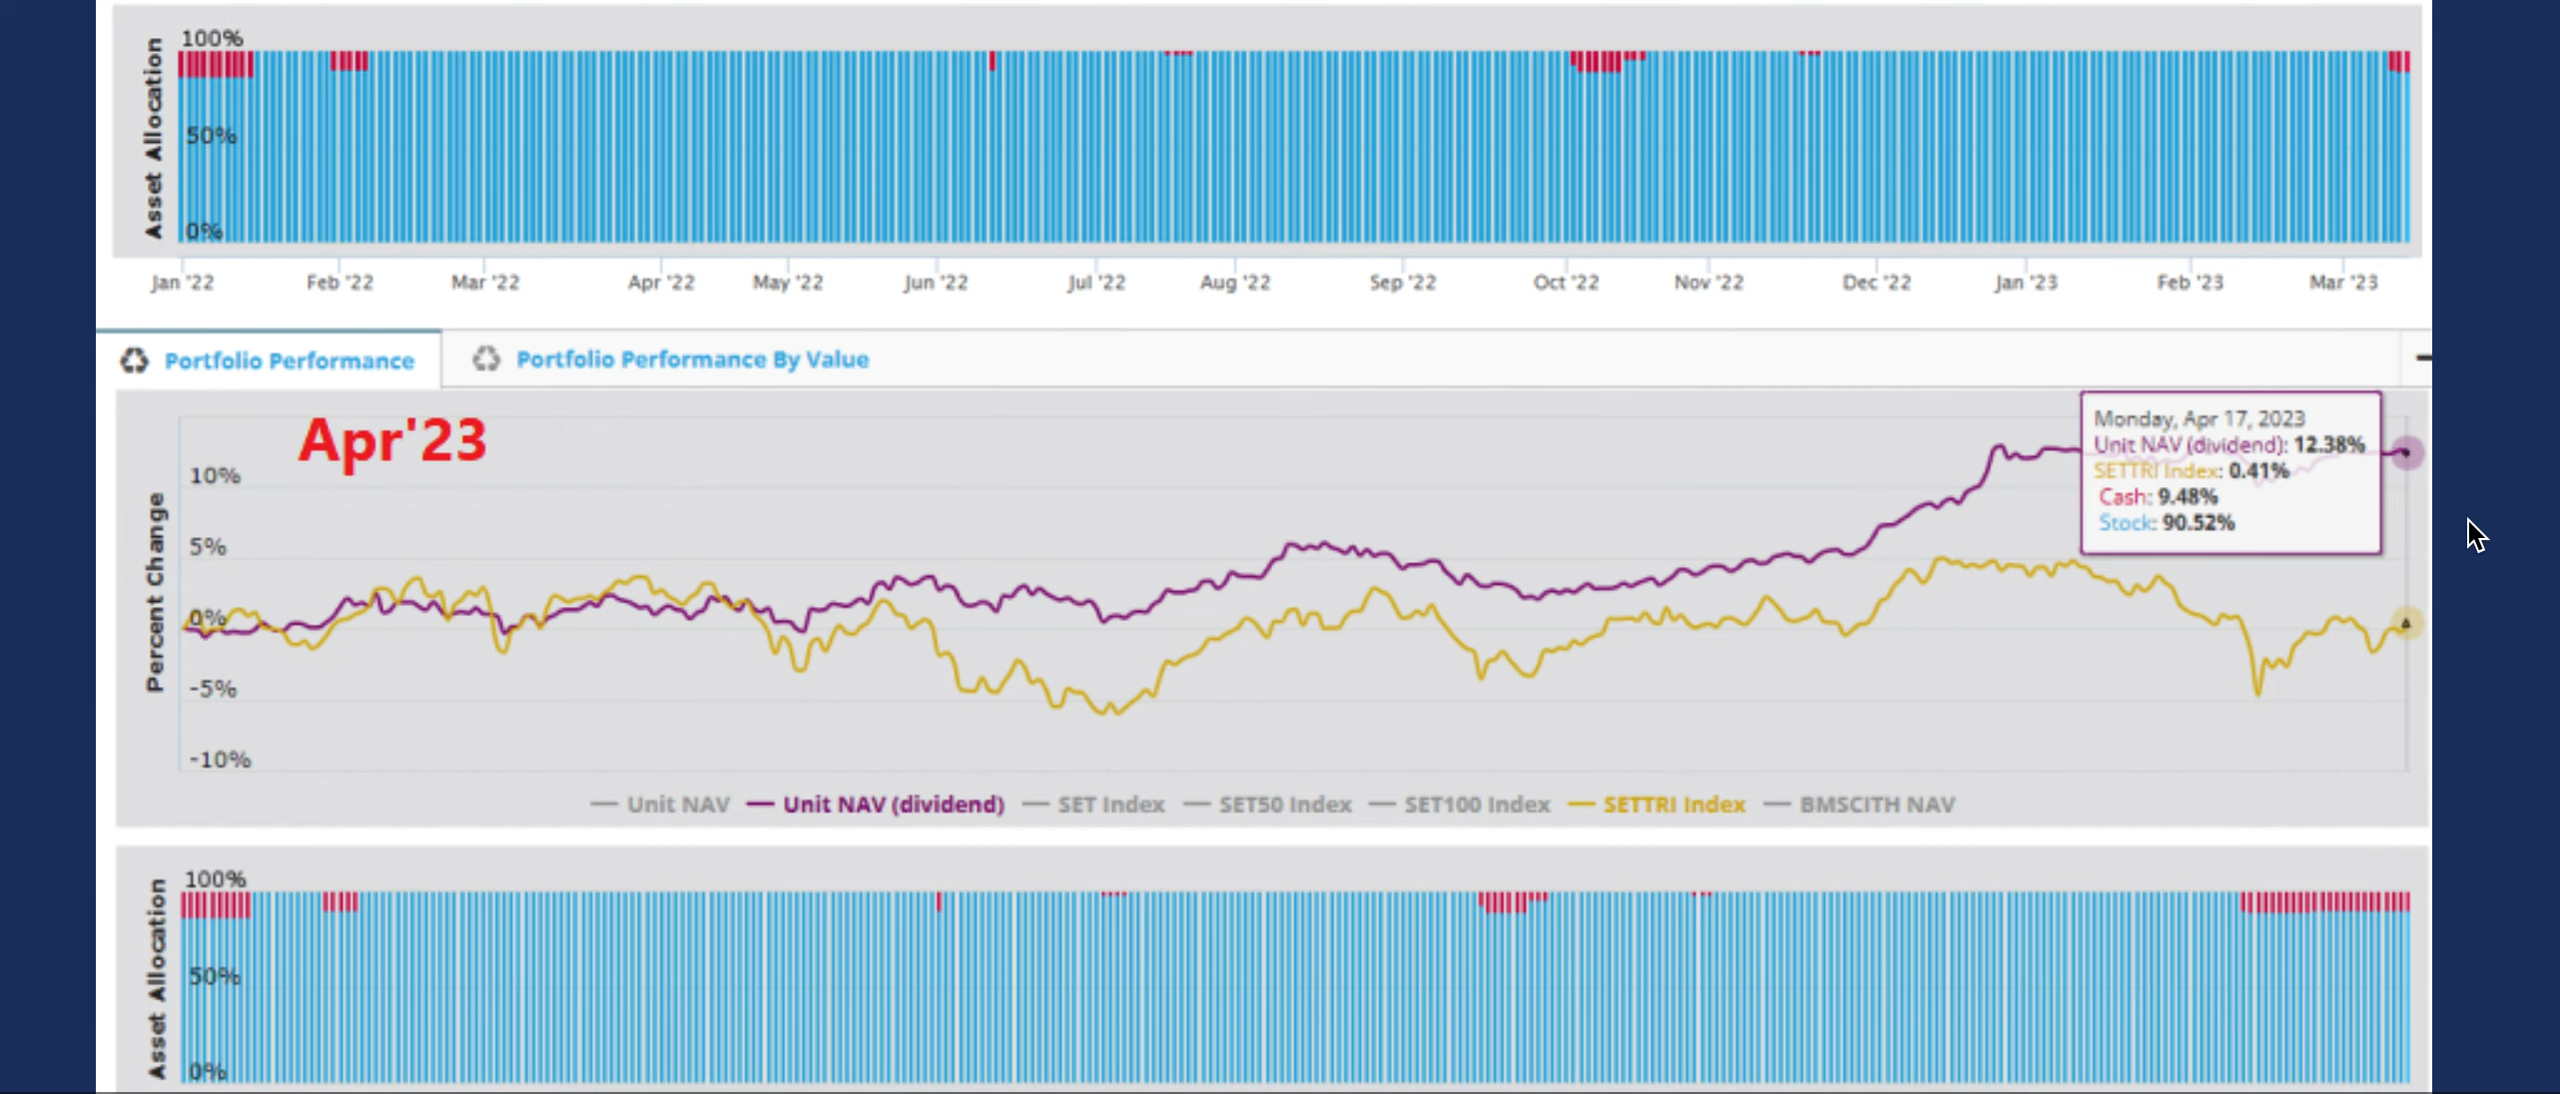 Asset Allocation
100%
50%
0%
Jan '22 Feb '22 Mar '22 Apr '22 May '22 Jun '22 Jul '22 Aug '22 Sep '22 Oct '22 Nov '22 Dec '22 Jan '23 Feb '23 Mar '23
Portfolio Performance Portfolio Performance By Value
Apr'23
Percent Change
10%
5%
0%
-5%
-10%
Monday, Apr 17, 2023
Unit NAV (dividend): 12.38%
SETTRI Index: 0.41%
Cash: 9.48%
Stock: 90.52%
Unit NAV Unit NAV (dividend) SET Index SET50 Index SET100 Index SETTRI Index BMSCITH NAV
Asset Allocation
100%
50%
0%